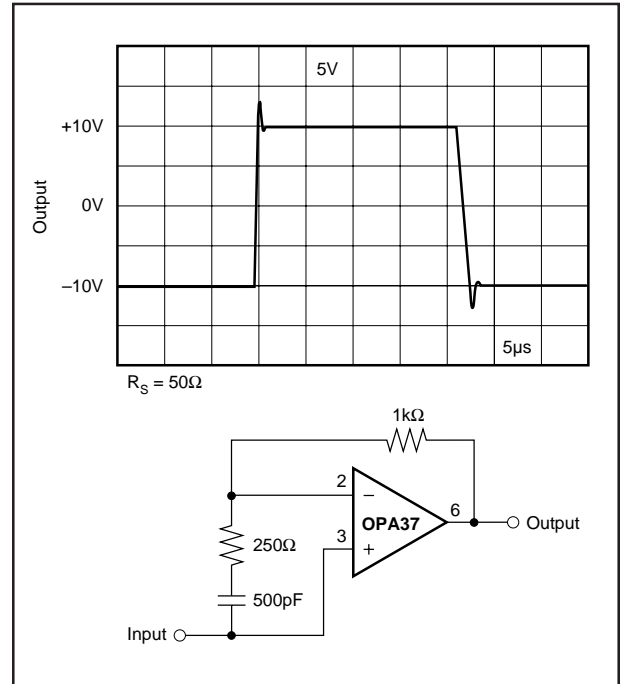 5V
+10V
Output
0V
–10V
5µs
R_S = 50Ω
1kΩ
2
–
6
OPA37
Output
3
+
250Ω
500pF
Input